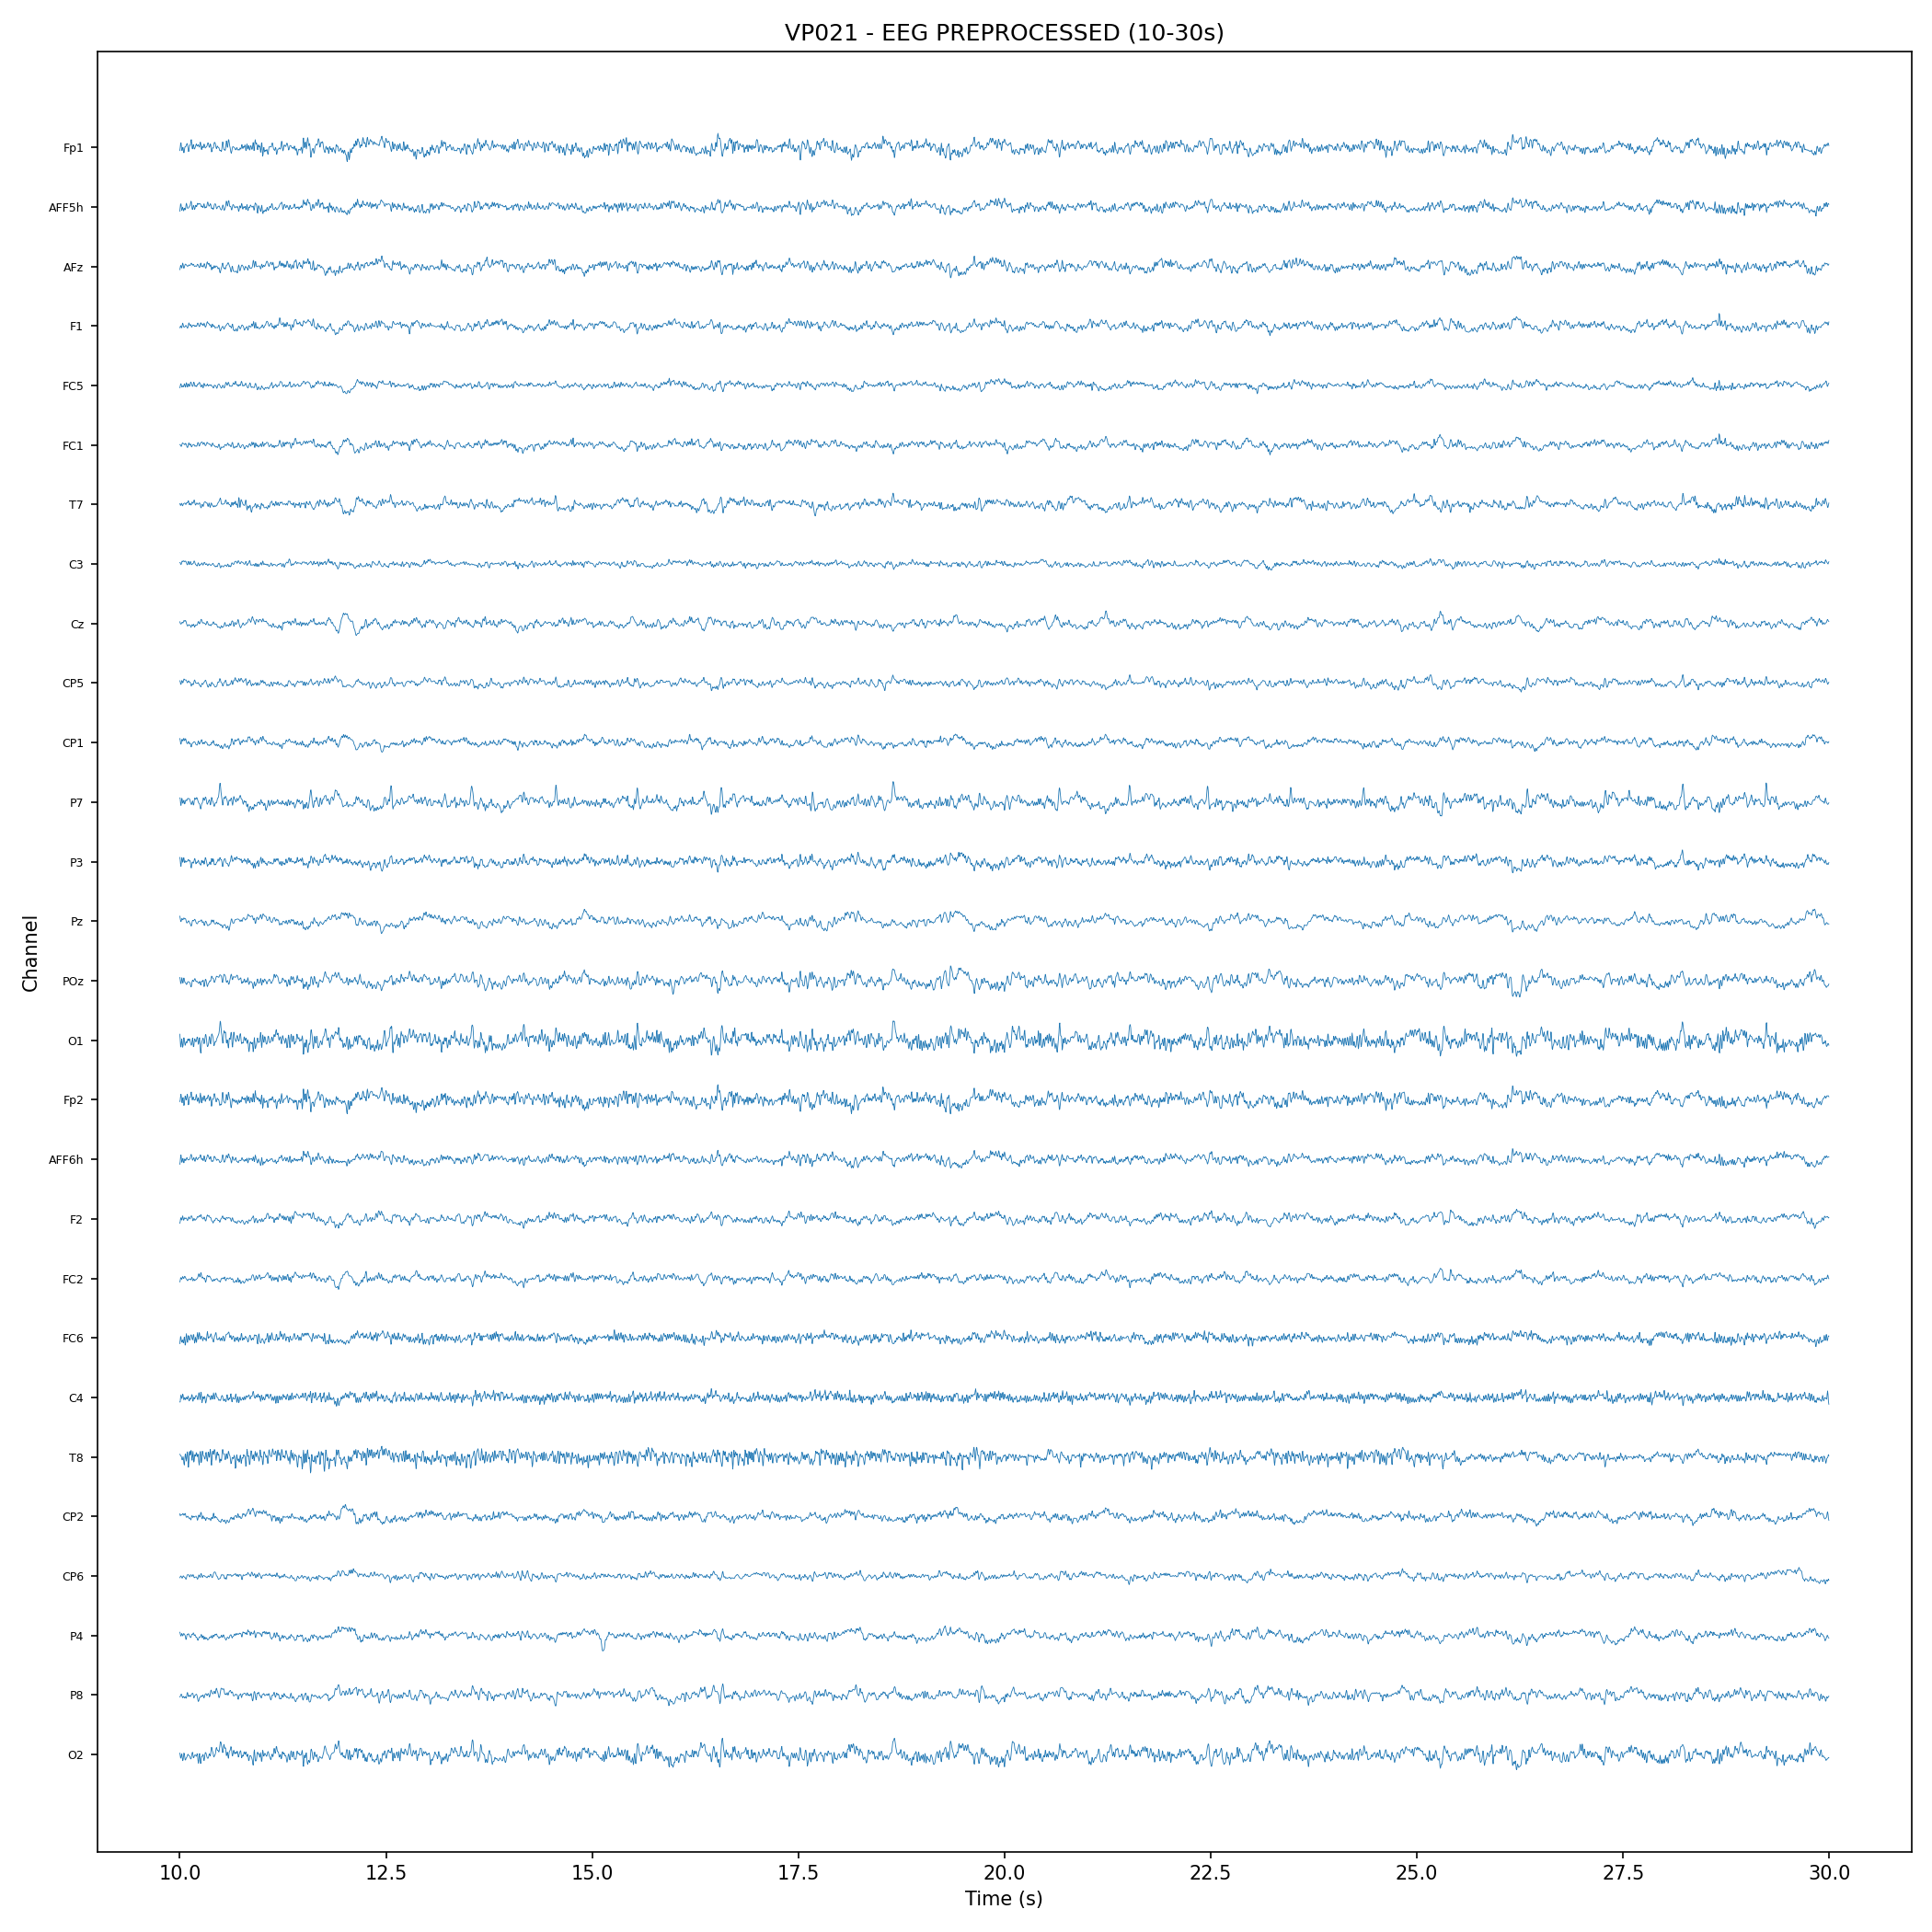 VP021 - EEG PREPROCESSED (10-30s)
Fp1
AFF5h
AFz
F1
FC5
FC1
T7
C3
Cz
CP5
CP1
P7
P3
Pz
POz
O1
Fp2
AFF6h
F2
FC2
FC6
C4
T8
CP2
CP6
P4
P8
O2
Channel
10.0 12.5 15.0 17.5 20.0 22.5 25.0 27.5 30.0
Time (s)